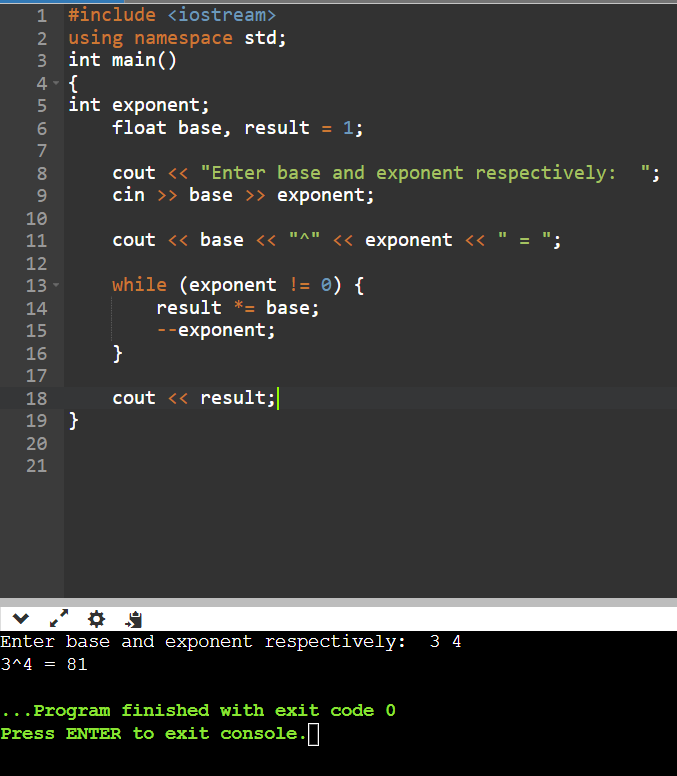 1 #include <iostream>
2 using namespace std;
3 int main()
4 {
5 int exponent;
6     float base, result = 1;
7
8     cout << "Enter base and exponent respectively:  ";
9     cin >> base >> exponent;
10
11     cout << base << "^" << exponent << " = ";
12
13     while (exponent != 0) {
14         result *= base;
15         --exponent;
16     }
17
18     cout << result;
19 }
20
21
Enter base and exponent respectively:  3 4
3^4 = 81
...Program finished with exit code 0
Press ENTER to exit console.